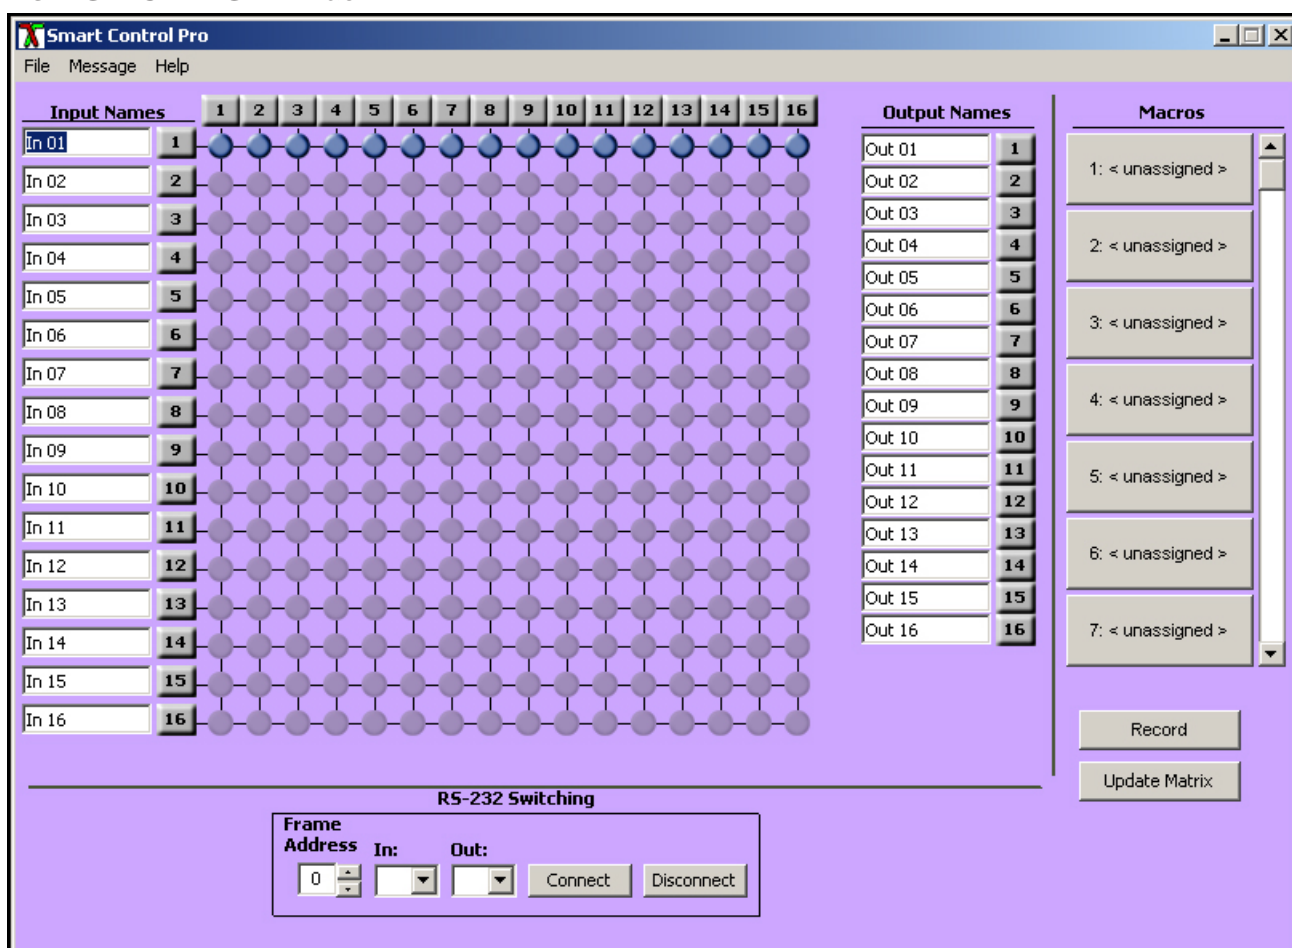 Smart Control Pro
File Message Help
Input Names
1 2 3 4 5 6 7 8 9 10 11 12 13 14 15 16
Output Names
Macros
In 01 1
In 02 2
In 03 3
In 04 4
In 05 5
In 06 6
In 07 7
In 08 8
In 09 9
In 10 10
In 11 11
In 12 12
In 13 13
In 14 14
In 15 15
In 16 16
Out 01 1
Out 02 2
Out 03 3
Out 04 4
Out 05 5
Out 06 6
Out 07 7
Out 08 8
Out 09 9
Out 10 10
Out 11 11
Out 12 12
Out 13 13
Out 14 14
Out 15 15
Out 16 16
1: < unassigned >
2: < unassigned >
3: < unassigned >
4: < unassigned >
5: < unassigned >
6: < unassigned >
7: < unassigned >
Record
Update Matrix
RS-232 Switching
Frame
Address In: Out:
0 Connect Disconnect